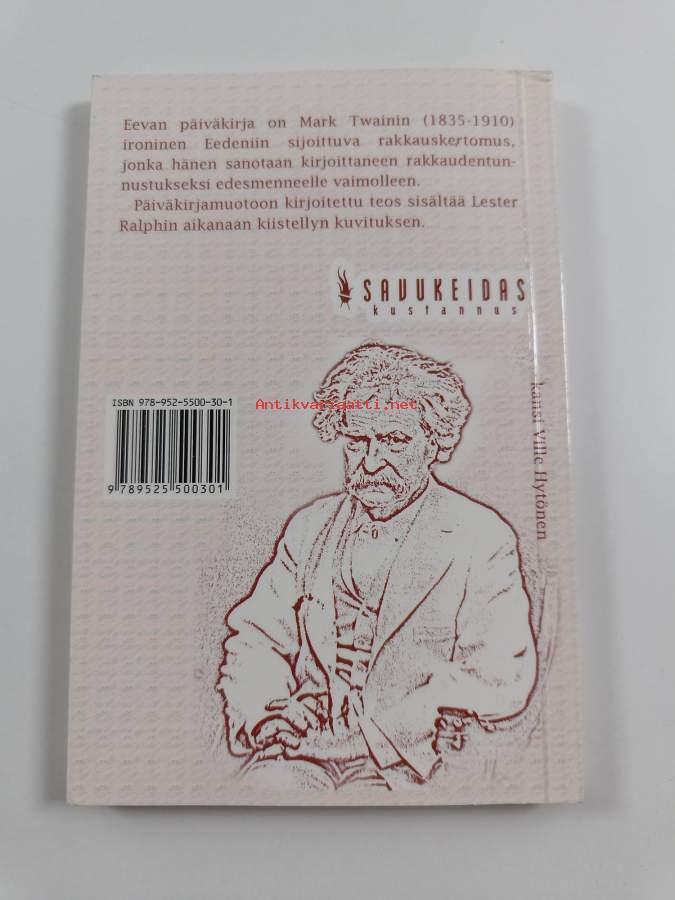 Eevan päiväkirja on Mark Twainin (1835-1910)
ironinen Eedeniin sijoittuva rakkauskertomus,
jonka hänen sanotaan kirjoittaneen rakkaudentun-
nustukseksi edesmenneelle vaimolleen.
Päiväkirjamuotoon kirjoitettu teos sisältää Lester
Ralphin aikanaan kiistellyn kuvituksen.
SAVUKEIDAS
kustannus
kansi Ville Hytönen
ISBN 978-952-5500-30-1
9 789525 500301
Antikvariaatti.net